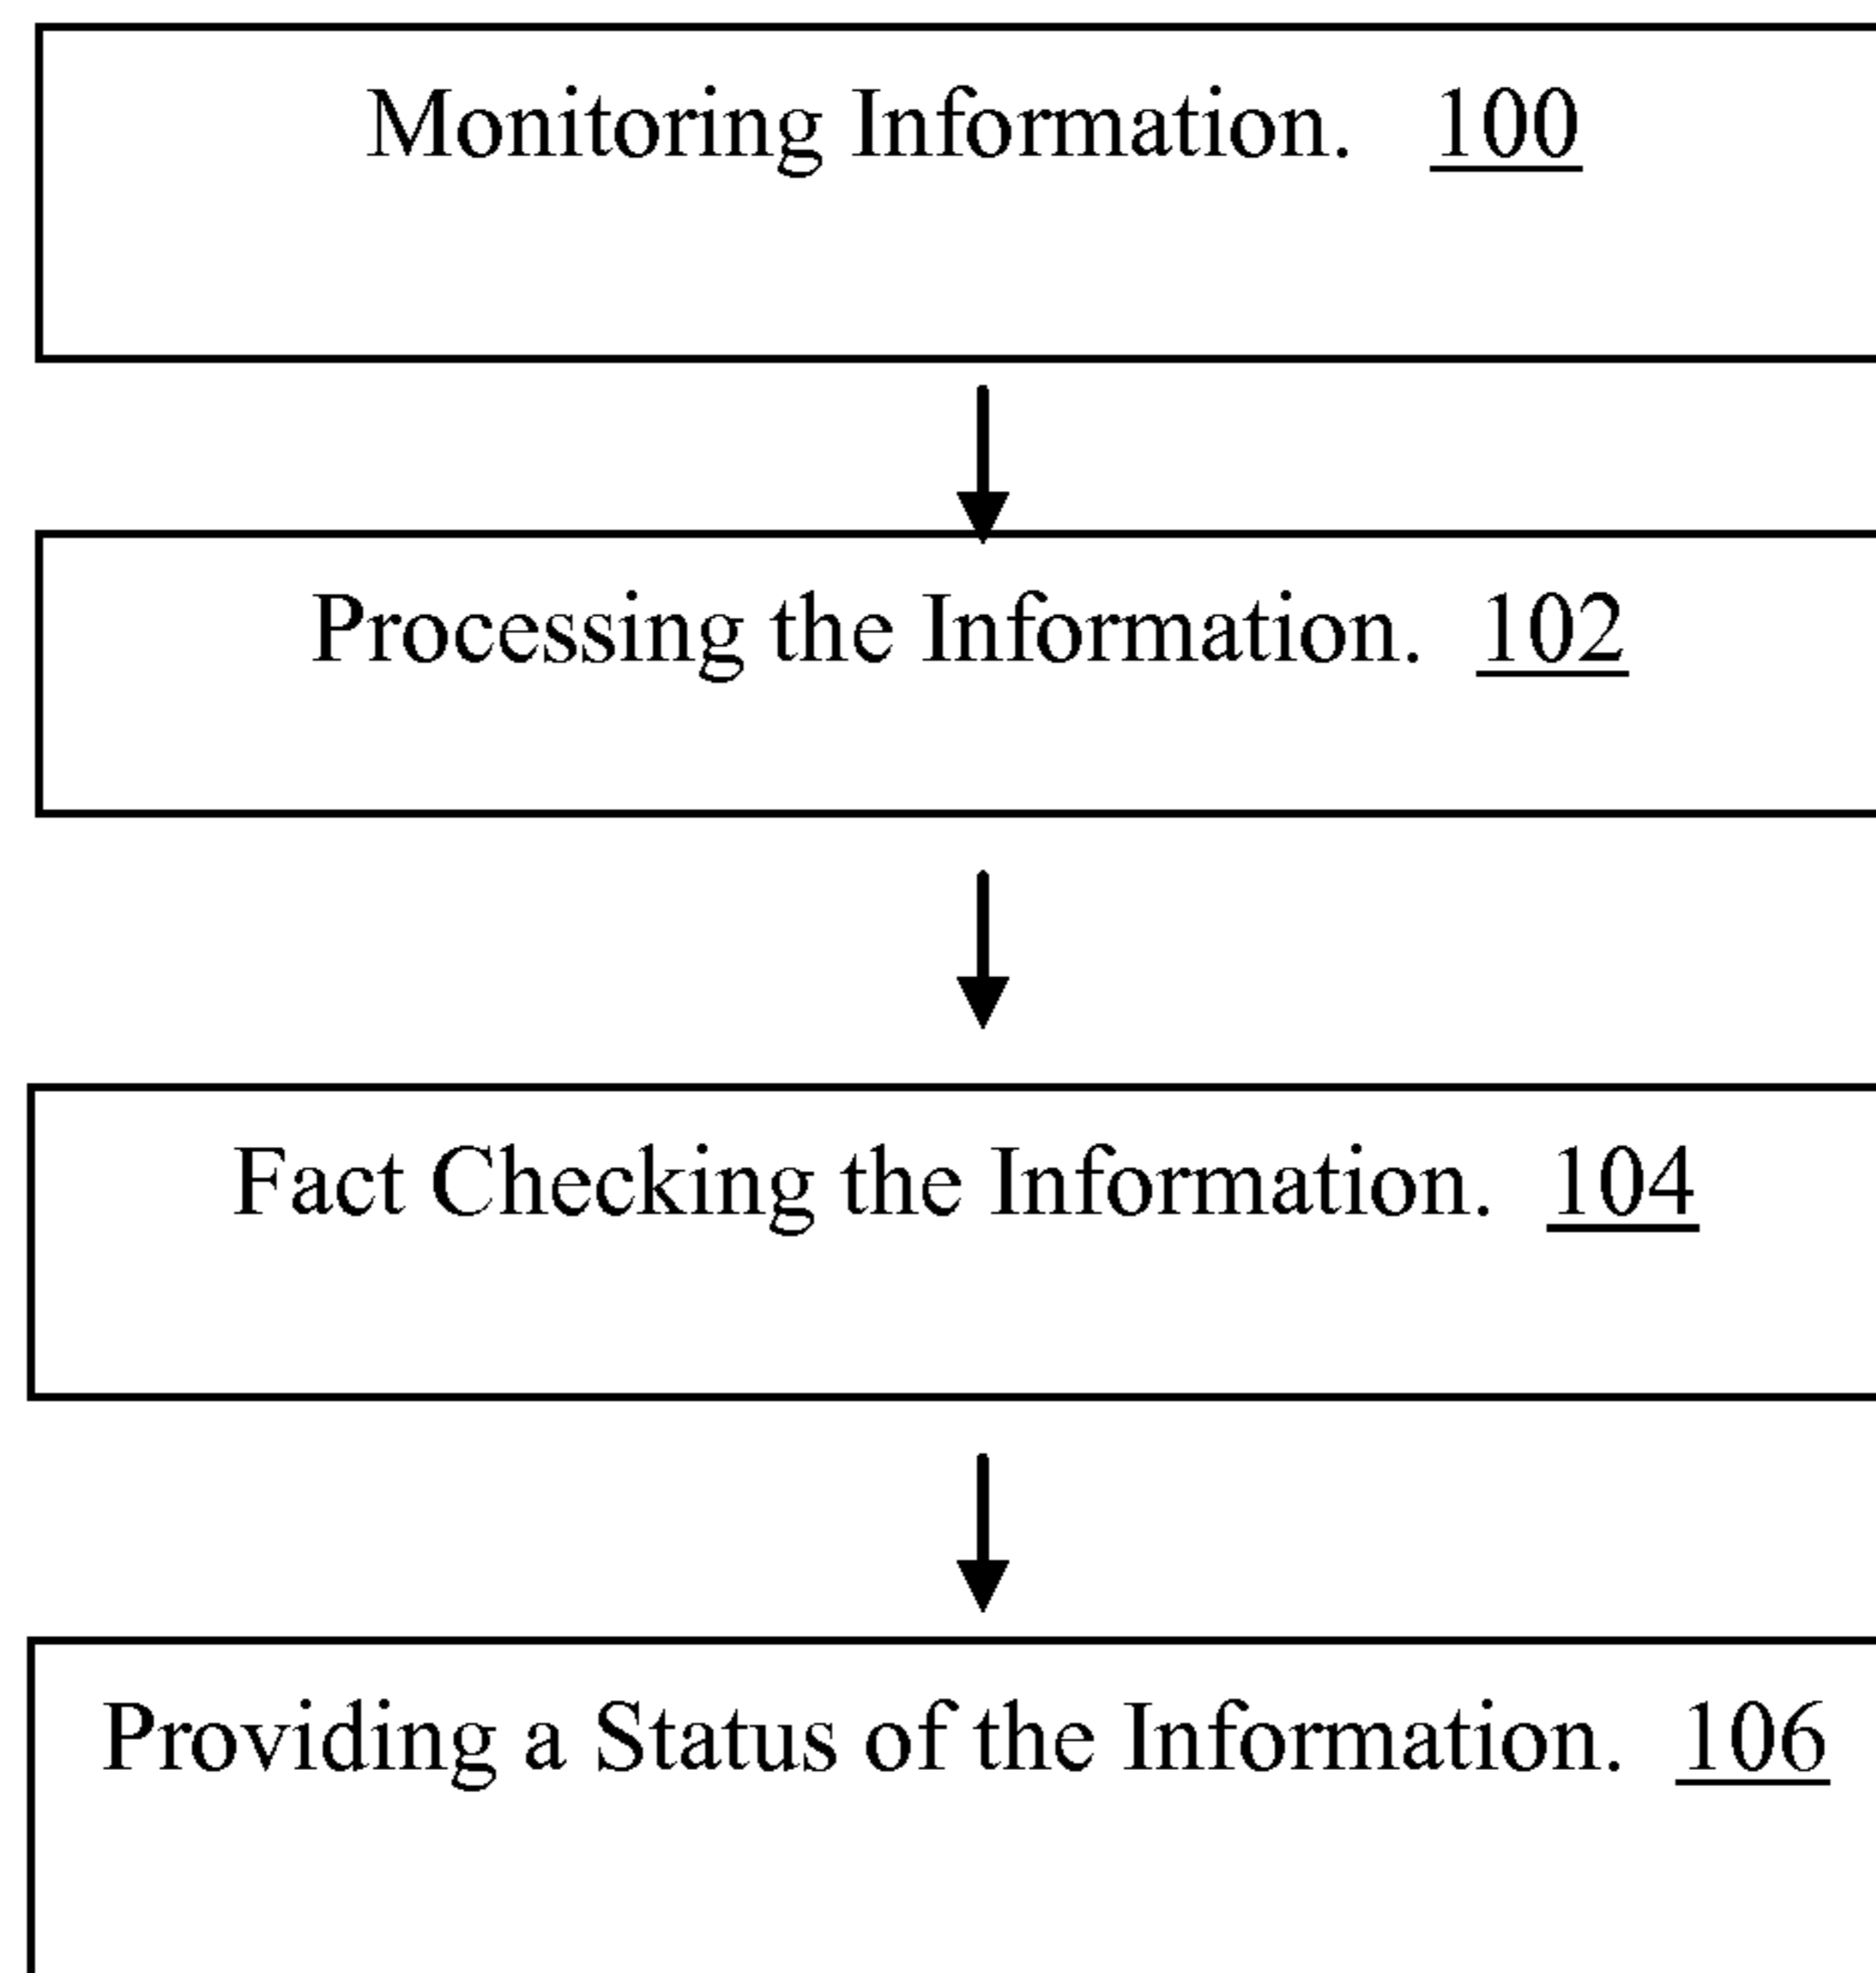 Monitoring Information. 100
Processing the Information. 102
Fact Checking the Information. 104
Providing a Status of the Information. 106